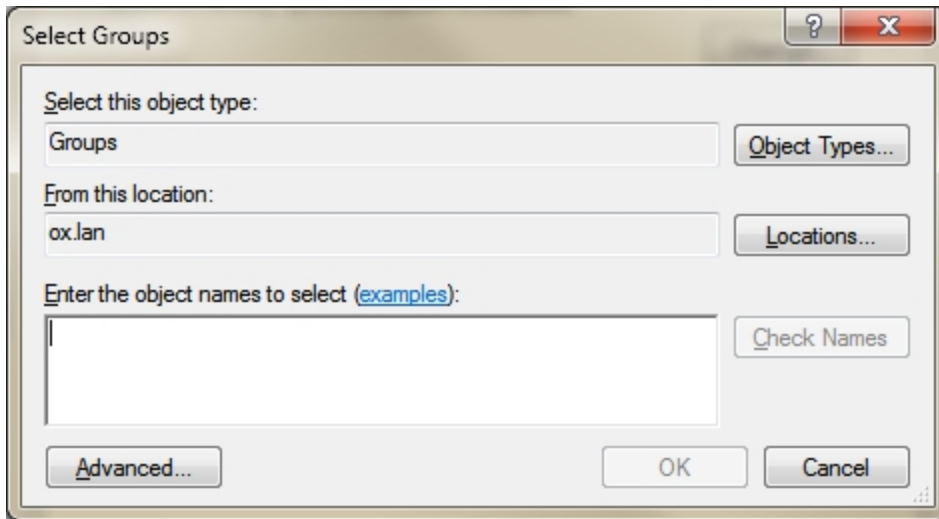 Select Groups
Select this object type:
Groups
Object Types...
From this location:
ox.lan
Locations...
Enter the object names to select (examples):
Check Names
Advanced...
OK
Cancel